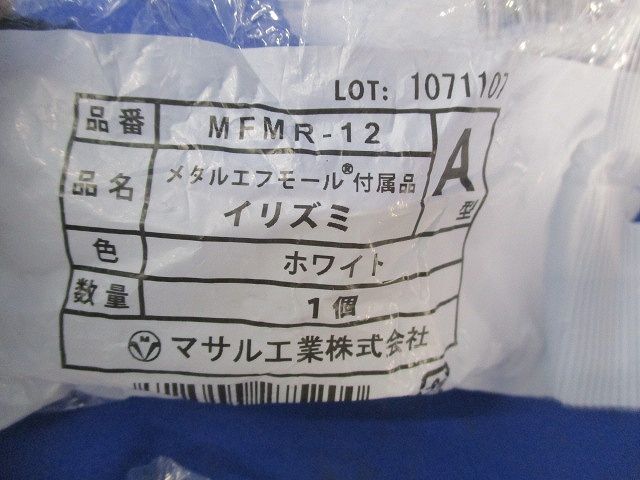 LOT: 1071107
品番 MFMR-12
A型
品名 メタルエフモール®付属品
イリズミ
色 ホワイト
数量 1個
マサル工業株式会社